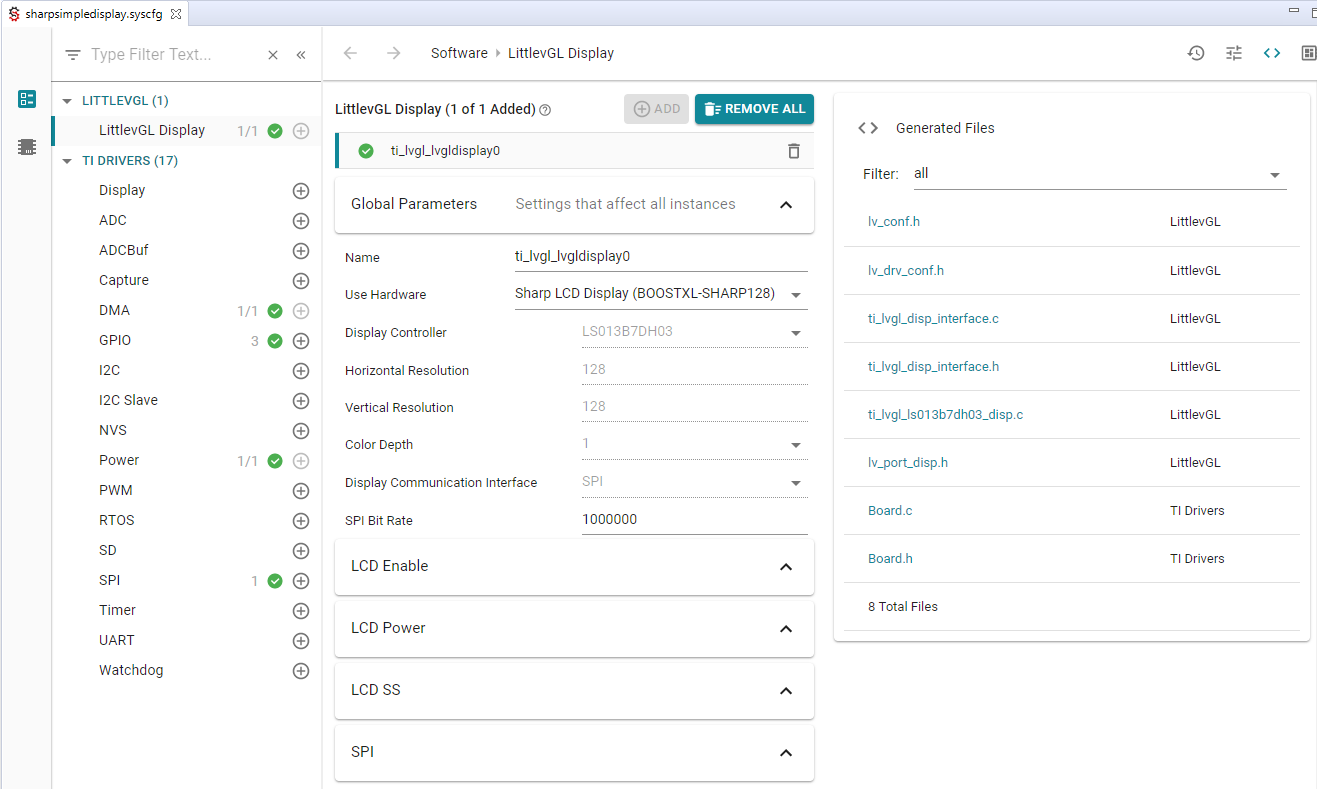 sharpsimpledisplay.syscfg
Type Filter Text...
LITTLEVGL (1)
LittlevGL Display 1/1
TI DRIVERS (17)
Display
ADC
ADCBuf
Capture
DMA 1/1
GPIO 3
I2C
I2C Slave
NVS
Power 1/1
PWM
RTOS
SD
SPI 1
Timer
UART
Watchdog
Software › LittlevGL Display
LittlevGL Display (1 of 1 Added)
ADD
REMOVE ALL
ti_lvgl_lvgldisplay0
Global Parameters Settings that affect all instances
Name ti_lvgl_lvgldisplay0
Use Hardware Sharp LCD Display (BOOSTXL-SHARP128)
Display Controller LS013B7DH03
Horizontal Resolution 128
Vertical Resolution 128
Color Depth 1
Display Communication Interface SPI
SPI Bit Rate 1000000
LCD Enable
LCD Power
LCD SS
SPI
Generated Files
Filter: all
lv_conf.h LittlevGL
lv_drv_conf.h LittlevGL
ti_lvgl_disp_interface.c LittlevGL
ti_lvgl_disp_interface.h LittlevGL
ti_lvgl_ls013b7dh03_disp.c LittlevGL
lv_port_disp.h LittlevGL
Board.c TI Drivers
Board.h TI Drivers
8 Total Files